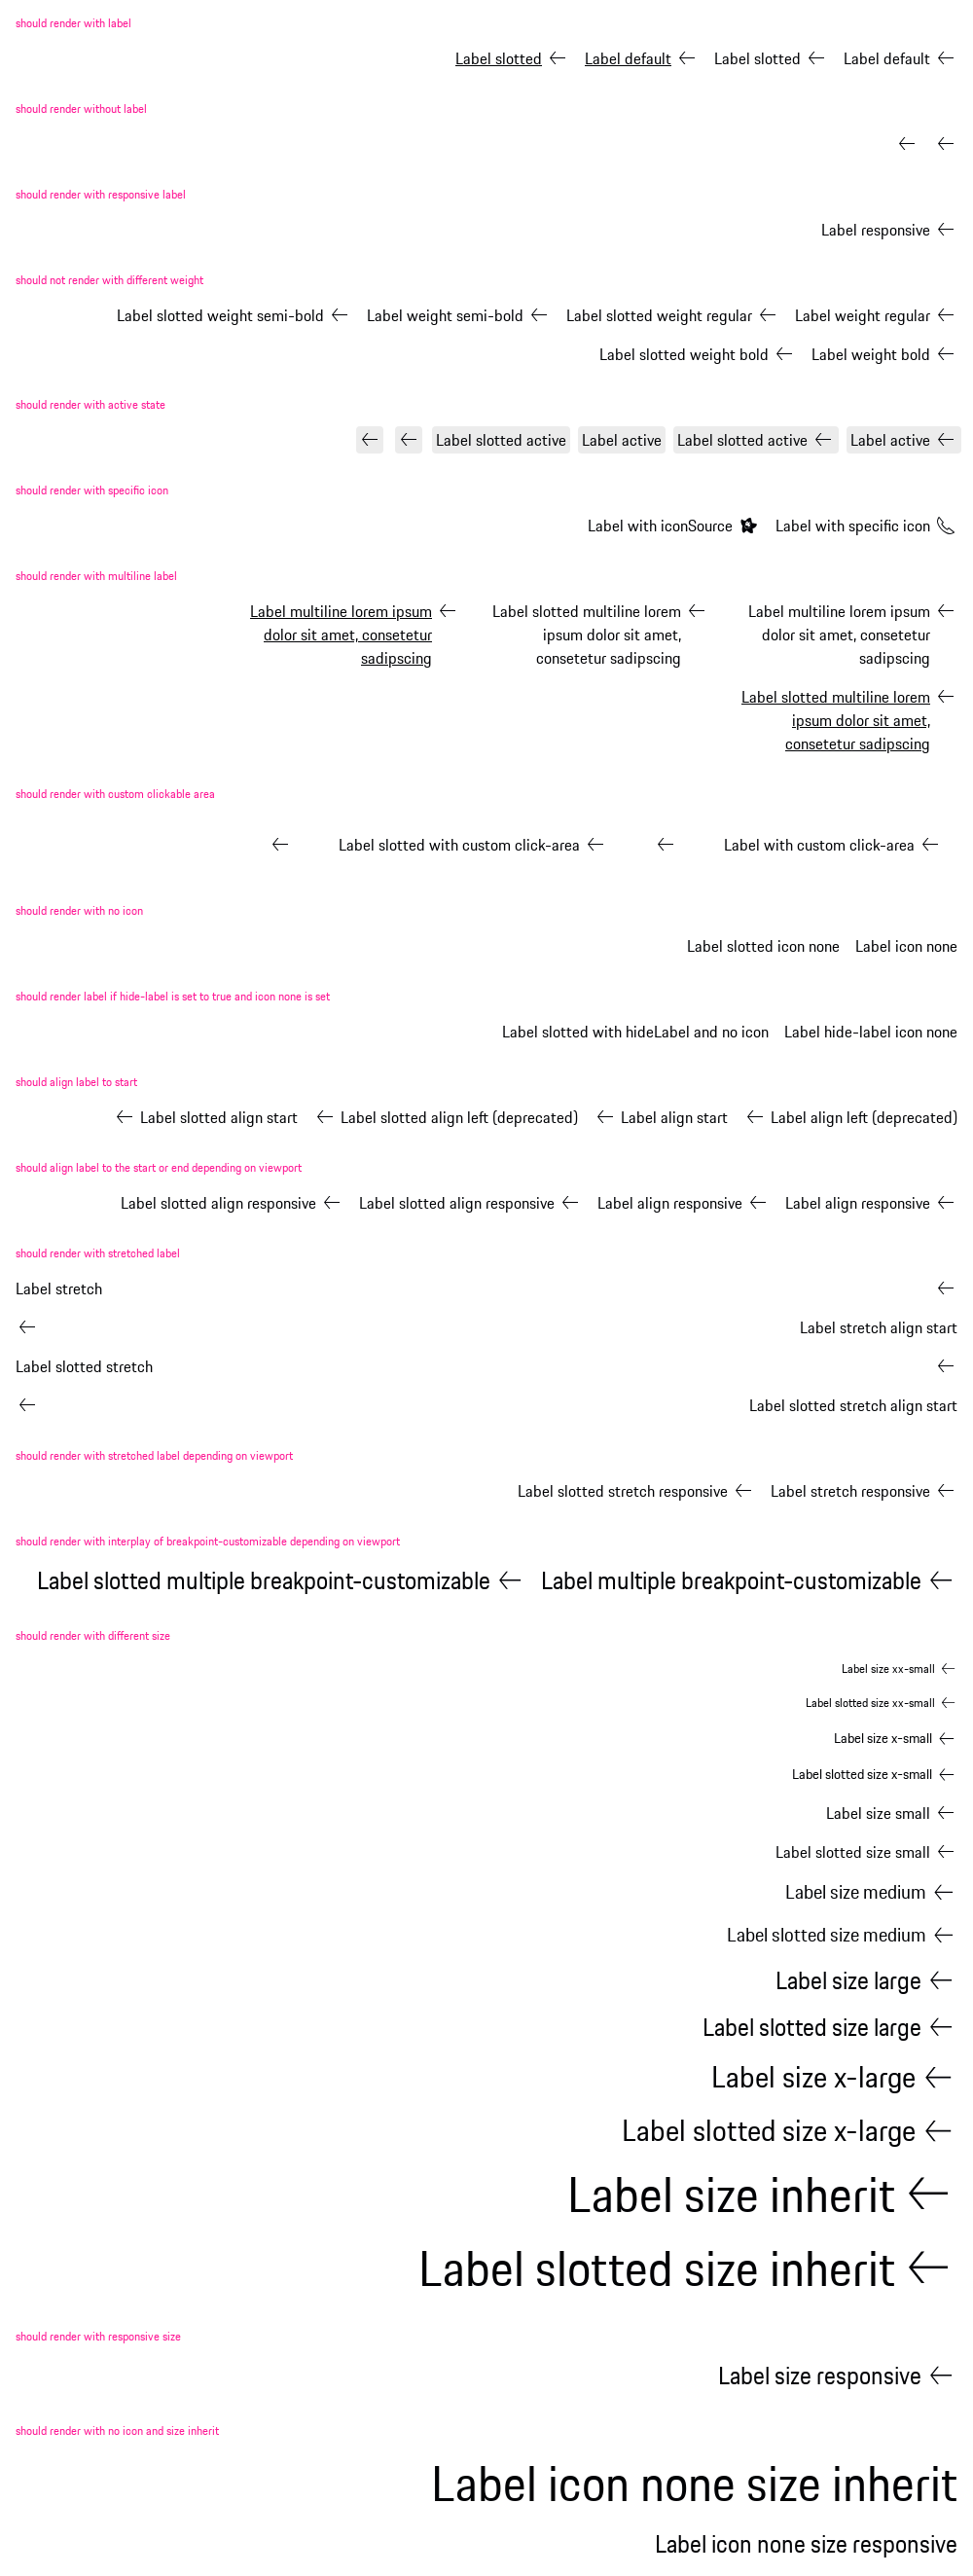 should render with label
Label slotted Label default Label slotted Label default
should render without label
should render with responsive label
Label responsive
should not render with different weight
Label slotted weight semi-bold Label weight semi-bold Label slotted weight regular Label weight regular
Label slotted weight bold Label weight bold
should render with active state
Label slotted active Label active Label slotted active Label active
should render with specific icon
Label with iconSource Label with specific icon
should render with multiline label
Label multiline lorem ipsum Label slotted multiline lorem Label multiline lorem ipsum
dolor sit amet, consetetur ipsum dolor sit amet, dolor sit amet, consetetur
sadipscing consetetur sadipscing sadipscing
Label slotted multiline lorem
ipsum dolor sit amet,
consetetur sadipscing
should render with custom clickable area
Label slotted with custom click-area Label with custom click-area
should render with no icon
Label slotted icon none Label icon none
should render label if hide-label is set to true and icon none is set
Label slotted with hideLabel and no icon Label hide-label icon none
should align label to start
Label slotted align start Label slotted align left (deprecated) Label align start Label align left (deprecated)
should align label to the start or end depending on viewport
Label slotted align responsive Label slotted align responsive Label align responsive Label align responsive
should render with stretched label
Label stretch
Label stretch align start
Label slotted stretch
Label slotted stretch align start
should render with stretched label depending on viewport
Label slotted stretch responsive Label stretch responsive
should render with interplay of breakpoint-customizable depending on viewport
Label slotted multiple breakpoint-customizable Label multiple breakpoint-customizable
should render with different size
Label size xx-small
Label slotted size xx-small
Label size x-small
Label slotted size x-small
Label size small
Label slotted size small
Label size medium
Label slotted size medium
Label size large
Label slotted size large
Label size x-large
Label slotted size x-large
Label size inherit
Label slotted size inherit
should render with responsive size
Label size responsive
should render with no icon and size inherit
Label icon none size inherit
Label icon none size responsive